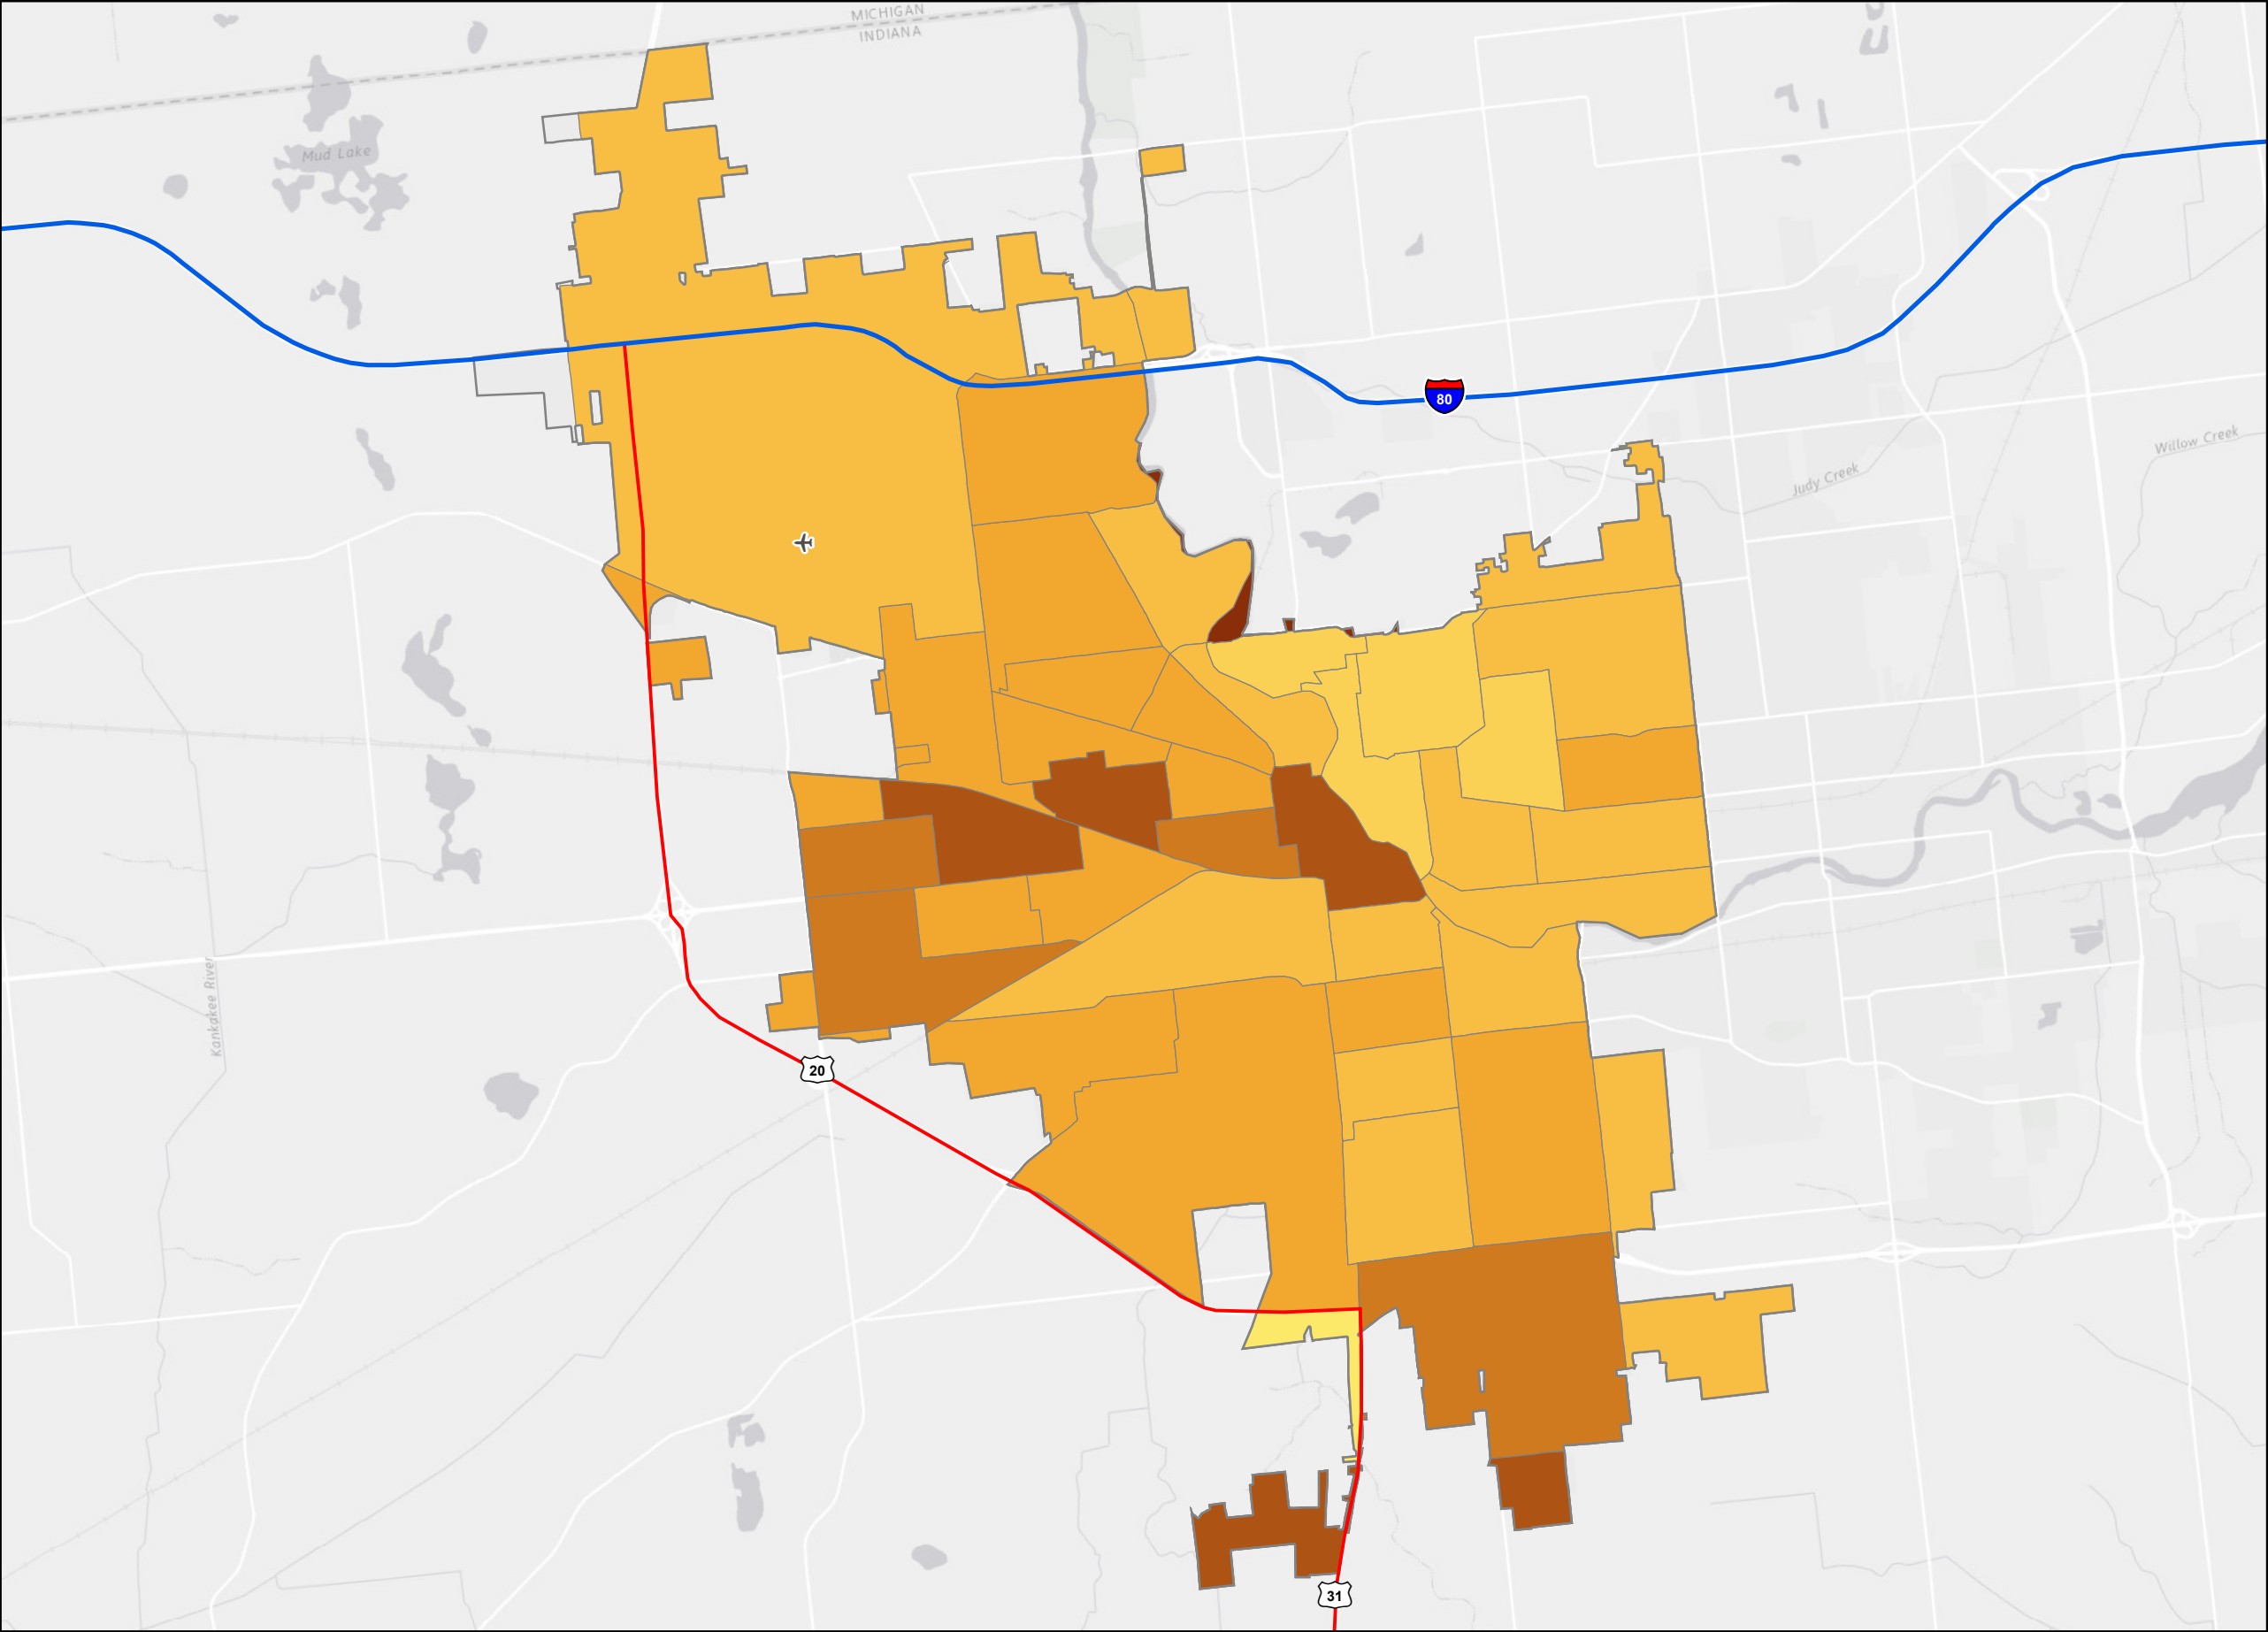 MICHIGAN
INDIANA
Mud Lake
80
Willow Creek
Judy Creek
Kankakee River
20
31